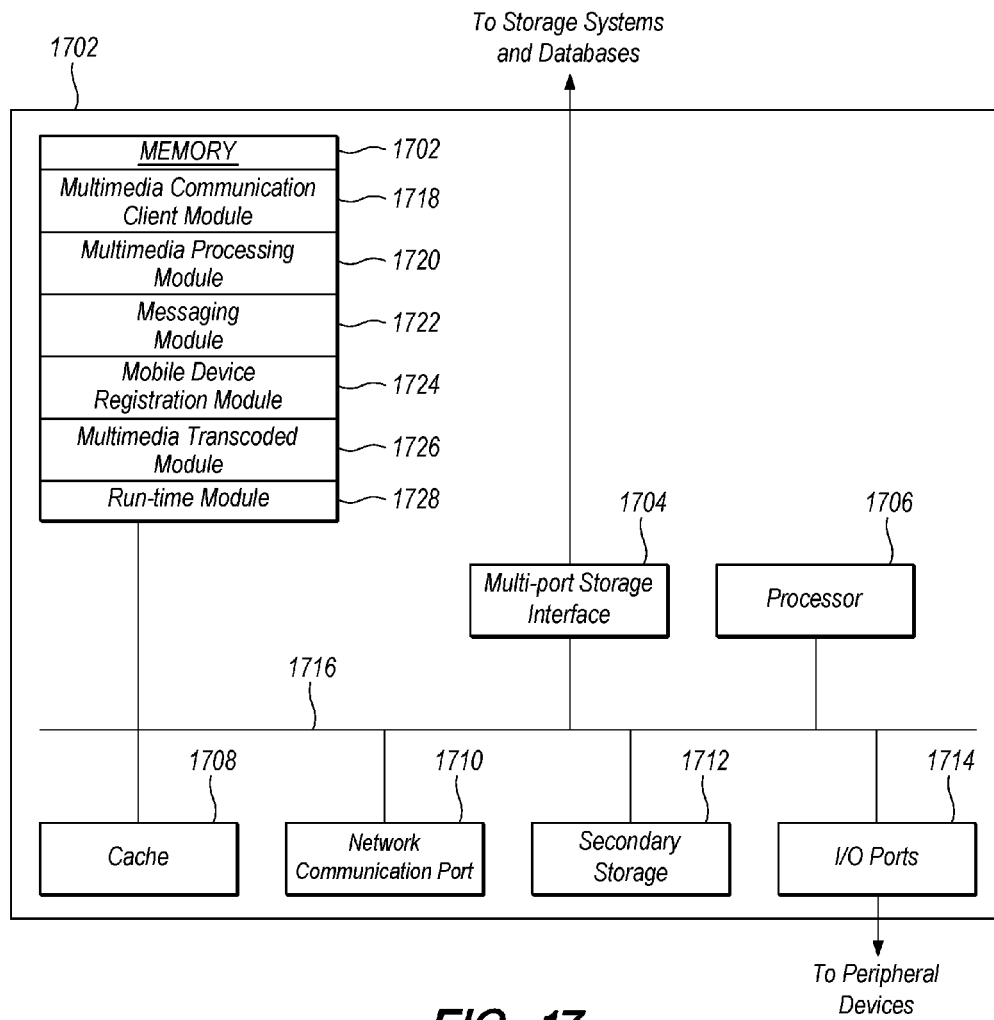 To Storage Systems
and Databases
1702
MEMORY
1702
Multimedia Communication
Client Module
1718
Multimedia Processing
Module
1720
Messaging
Module
1722
Mobile Device
Registration Module
1724
Multimedia Transcoded
Module
1726
Run-time Module
1728
1704
1706
Multi-port Storage
Interface
Processor
1716
1708
1710
1712
1714
Cache
Network
Communication Port
Secondary
Storage
I/O Ports
To Peripheral
Devices
FIG. 17